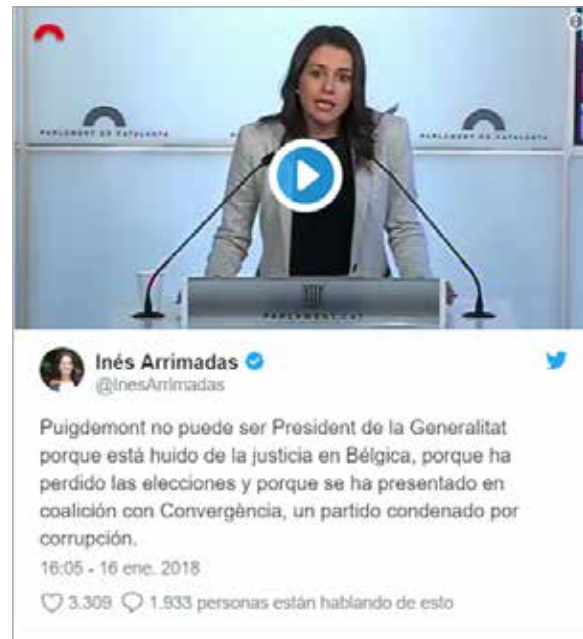 PARLAMENT DE CATALUNYA
PARLAMENT DE CATALUNYA
PARLAMENT.CAT
Inés Arrimadas
@InesArrimadas
Puigdemont no puede ser President de la Generalitat
porque está huido de la justicia en Bélgica, porque ha
perdido las elecciones y porque se ha presentado en
coalición con Convergència, un partido condenado por
corrupción.
16:05 - 16 ene. 2018
3.309 1.933 personas están hablando de esto